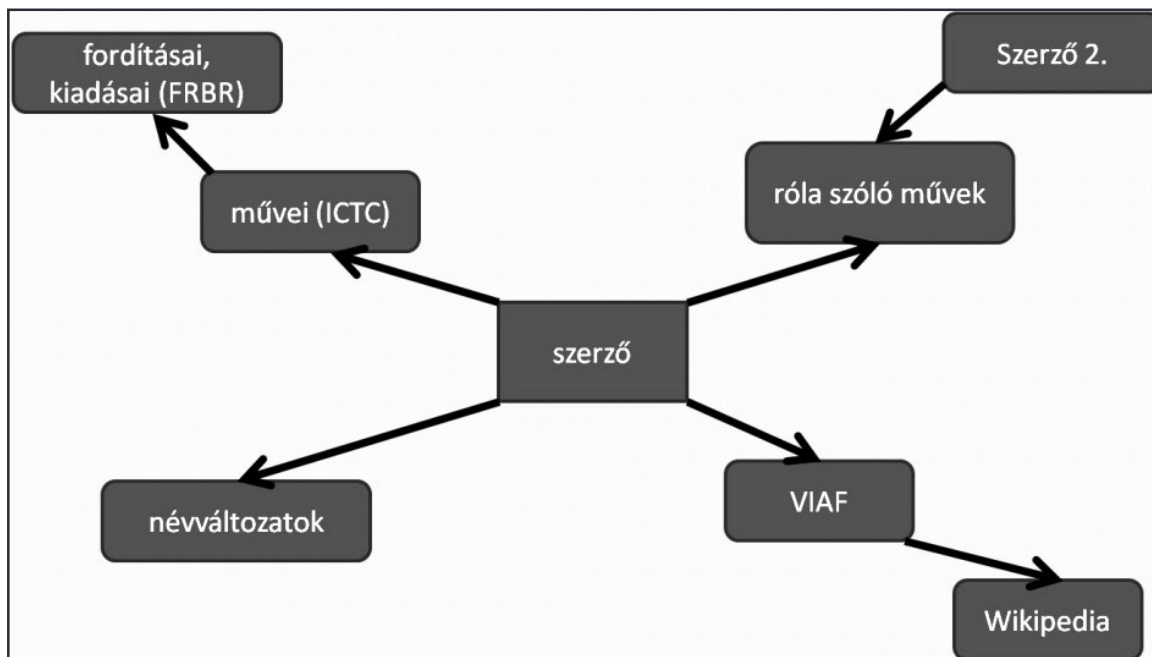 fordításai,
kiadásai (FRBR)
Szerző 2.
művei (ICTC)
róla szóló művek
szerző
névváltozatok
VIAF
Wikipedia